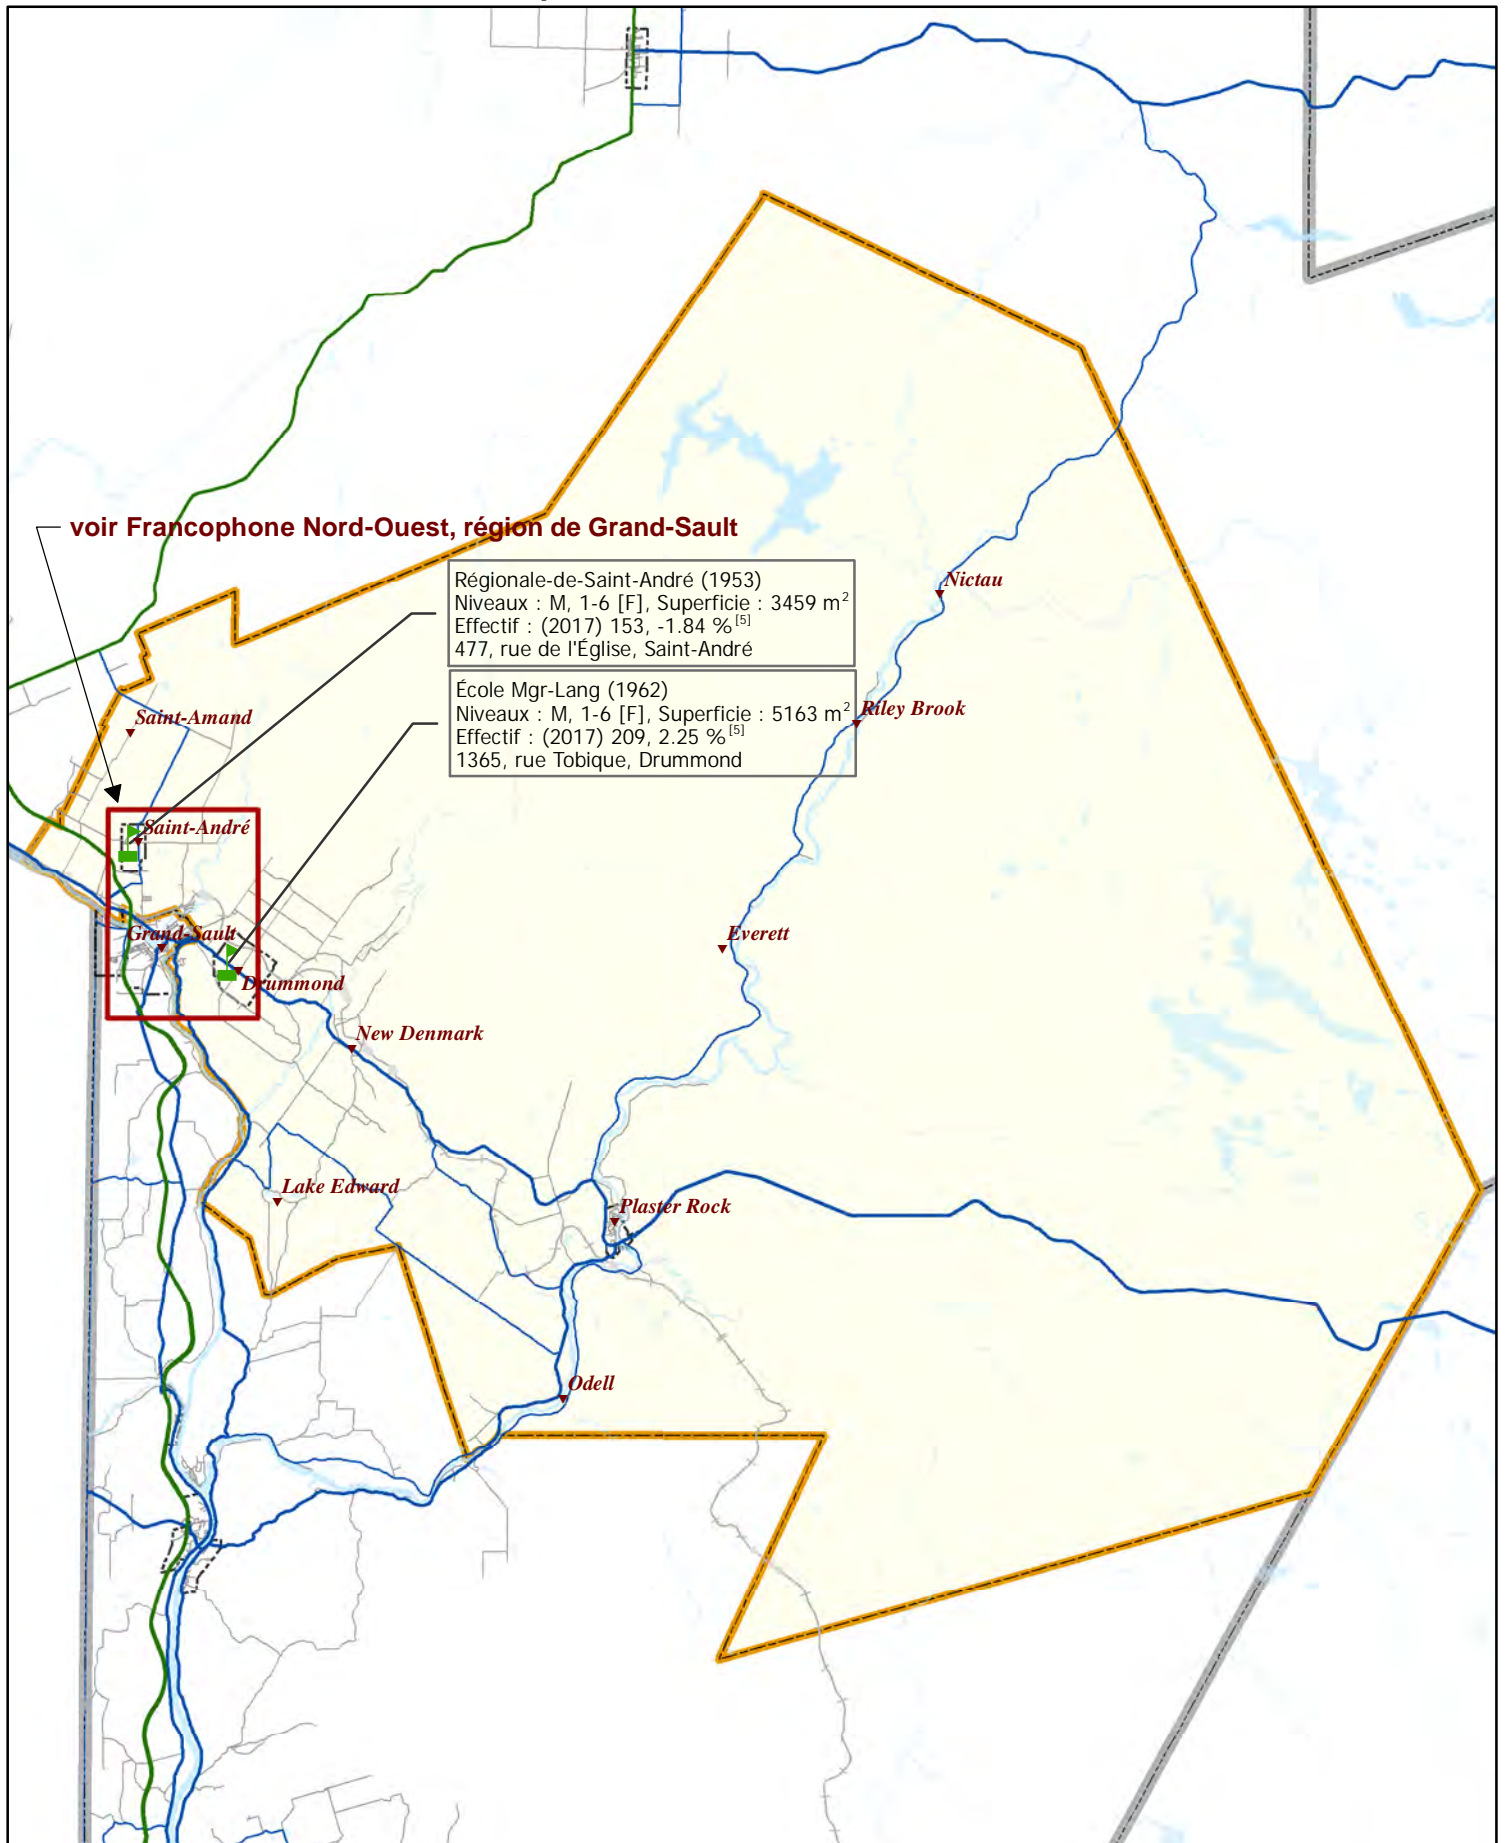 voir Francophone Nord-Ouest, région de Grand-Sault
Régionale-de-Saint-André (1953)
Niveaux : M, 1-6 [F], Superficie : 3459 m²
Effectif : (2017) 153, -1.84 % [5]
477, rue de l'Église, Saint-André
Nictau
École Mgr-Lang (1962)
Niveaux : M, 1-6 [F], Superficie : 5163 m²
Effectif : (2017) 209, 2.25 % [5]
1365, rue Tobique, Drummond
Riley Brook
Saint-Amand
Saint-André
Grand-Sault
Everett
Drummond
New Denmark
Lake Edward
Plaster Rock
Odell